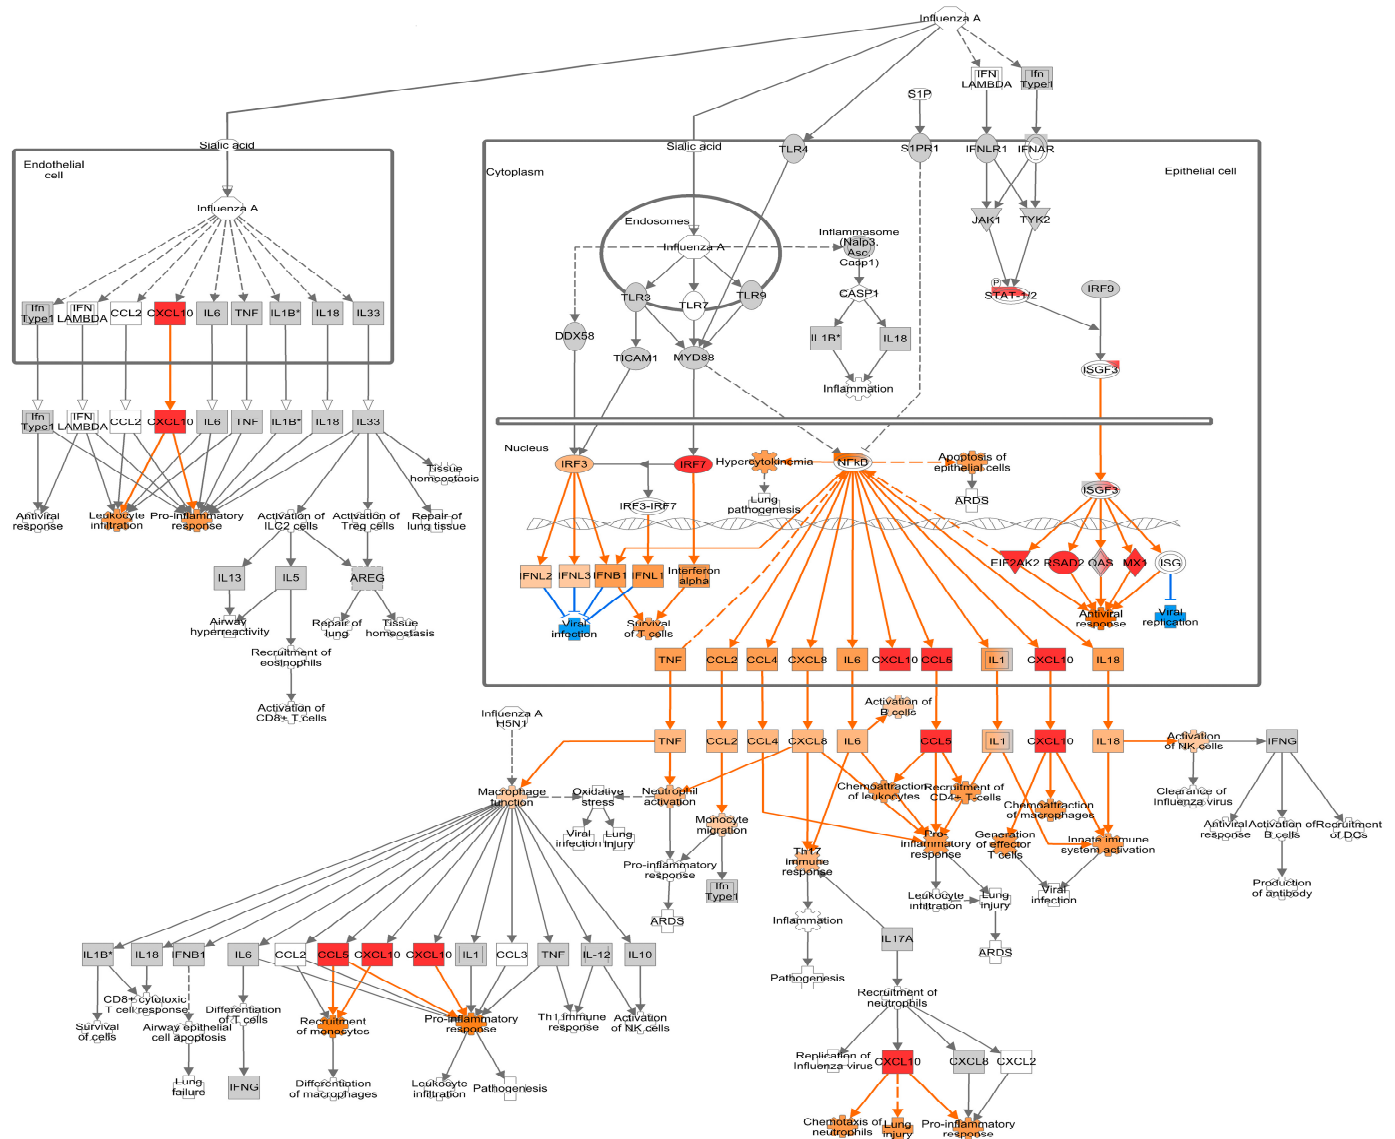 Influenza A
IFN
LAMBDA
Ifn
Type1
S1P
Sialic acid
Sialic acid
TLR4
S1PR1
IFNLR1
IFNAR
Endothelial
cell
Cytoplasm
Epithelial cell
Influenza A
Endosomes
Influenza A
Inflammasome
(Nalp3,
Asc,
Casp1)
JAK1
TYK2
TLR3
TLR7
TLR9
CASP1
P
STAT-1/2
IRF9
Ifn
Type1
IFN
LAMBDA
CCL2
CXCL10
IL6
TNF
IL1B*
IL18
IL33
DDX58
TICAM1
MYD88
IL1B*
IL18
Inflammation
ISGF3
Ifn
Type1
IFN
LAMBDA
CCL2
CXCL10
IL6
TNF
IL1B*
IL18
IL33
Nucleus
IRF3
IRF7
Hypercytokinemia
NFkB
Apoptosis of
epithelial cells
Tissue
homeostasis
IRF3-IRF7
Lung
pathogenesis
ARDS
ISGF3
Antiviral
response
Leukocyte
infiltration
Pro-inflammatory
response
Activation of
ILC2 cells
Activation of
Treg cells
Repair of
lung tissue
IL13
IL5
AREG
IFNL2
IFNL3
IFNB1
IFNL1
Interferon
alpha
EIF2AK2
RSAD2
OAS
MX1
ISG
Airway
hyperreactivity
Repair of
lung
Tissue
homeostasis
Viral
infection
Survival
of T cells
Antiviral
response
Viral
replication
Recruitment of
eosinophils
TNF
CCL2
CCL4
CXCL8
IL6
CXCL10
CCL5
IL1
CXCL10
IL18
Activation of
CD8+ T cells
Influenza A
H5N1
Activation of
B cells
TNF
CCL2
CCL4
CXCL8
IL6
CCL5
IL1
CXCL10
IL18
Activation
of NK cells
IFNG
Macrophage
function
Oxidative
stress
Neutrophil
activation
Chemoattraction
of leukocytes
Recruitment of
CD4+ T-cells
Chemoattraction
of macrophages
Clearance of
Influenza virus
Viral
infection
Lung
Injury
Monocyte
migration
Pro-
inflammatory
response
Generation
of effector
T cells
Innate immune
system activation
Antiviral
response
Activation of
B cells
Recruitment
of DCs
Pro-inflammatory
response
Th17
immune
response
Ifn
Type1
Leukocyte
infiltration
Lung
injury
Viral
infection
Production
of antibody
ARDS
Inflammation
IL17A
ARDS
Pathogenesis
IL1B*
IL18
IFNB1
IL6
CCL2
CCL5
CXCL10
CXCL10
IL1
CCL3
TNF
IL-12
IL10
CD8+ cytotoxic
T cell response
Differentiation
of T cells
Recruitment of
neutrophils
Survival
of cells
Airway epithelial
cell apoptosis
Recruitment
of monocytes
Pro-inflammatory
response
Th1 immune
response
Activation
of NK cells
Replication of
Influenza virus
CXCL10
CXCL8
CXCL2
Lung
failure
IFNG
Differentiation
of macrophages
Leukocyte
infiltration
Pathogenesis
Chemotaxis of
neutrophils
Lung
injury
Pro-inflammatory
response